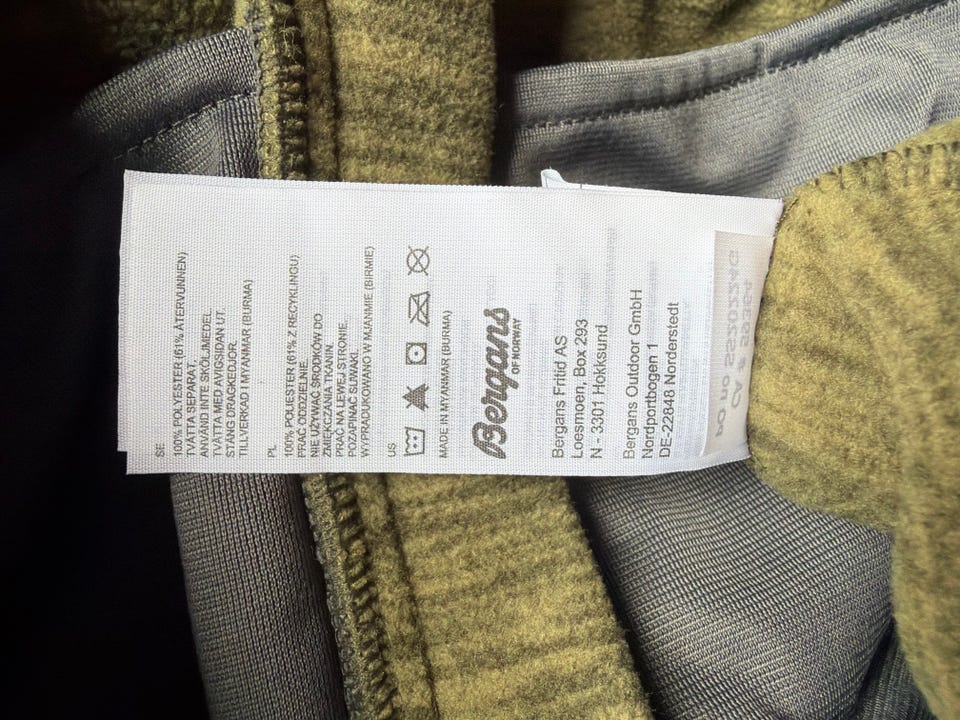 SE
100% POLYESTER (61% ÅTERVUNNEN)
TVÄTTA SEPARAT,
ANVÄND INTE SKÖLJMEDEL
TVÄTTA MED AVIGSIDAN UT.
STÄNG DRAGKEDJOR.
TILLVERKAD I MYANMAR (BURMA)
PL
100% POLIESTER (61% Z RECYKLINGU)
PRAĆ ODDZIELNIE.
NIE UŻYWAĆ ŚRODKÓW DO
ZMIĘKCZANIA TKANIN.
PRAĆ NA LEWEJ STRONIE.
POZAPINAĆ SUWAKI.
WYPRADUKOWANO W MJANMIE (BIRMIE)
US
MADE IN MYANMAR (BURMA)
Bergans
OF NORWAY
Bergans Fritid AS
Loesmoen, Box 293
N - 3301 Hokksund
Bergans Outdoor GmbH
Nordportbogen 1
DE-22848 Norderstedt